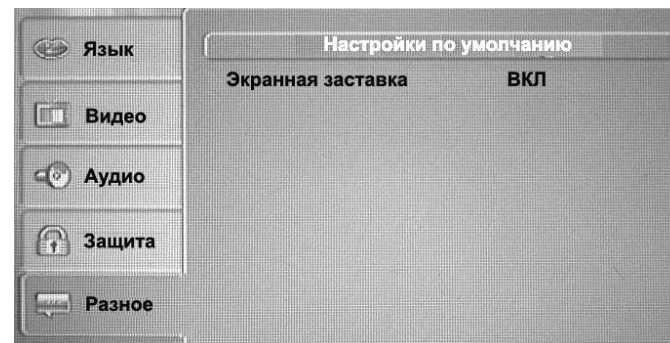 Язык
Видео
Аудио
Защита
Разное
Настройки по умолчанию
Экранная заставка ВКЛ